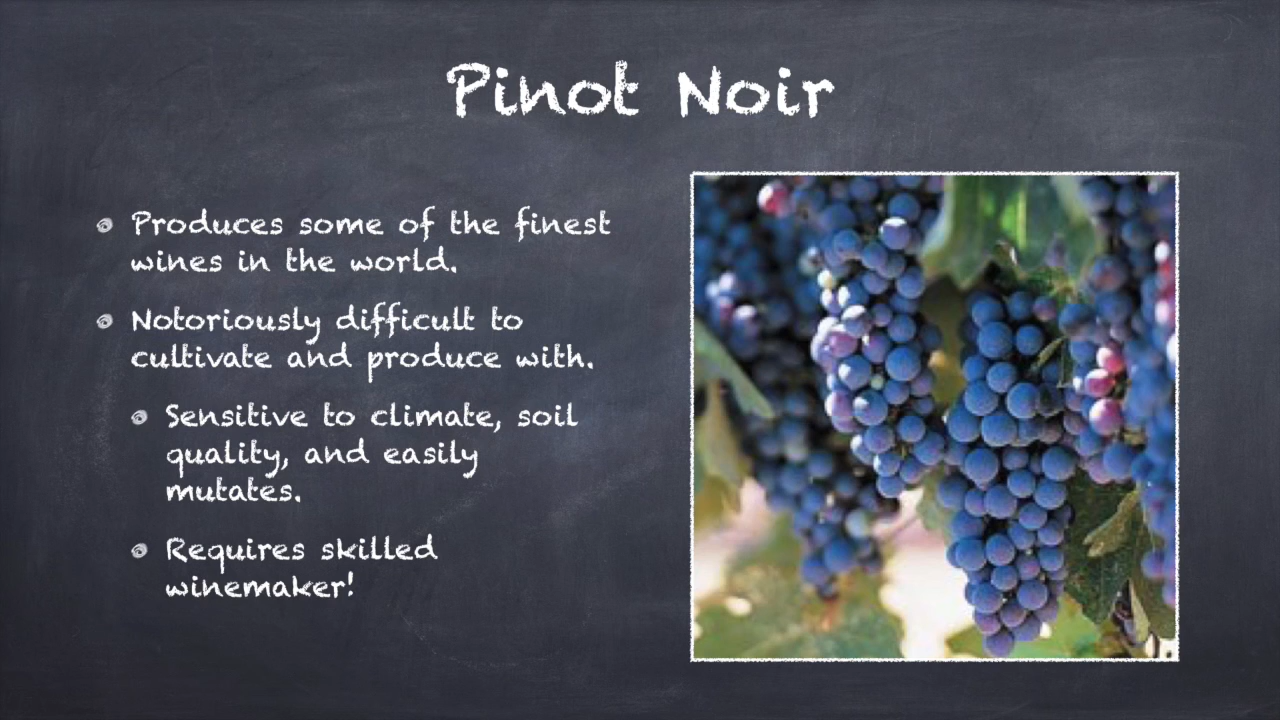 Pinot Noir
Produces some of the finest
wines in the world.
Notoriously difficult to
cultivate and produce with.
Sensitive to climate, soil
quality, and easily
mutates.
Requires skilled
winemaker!